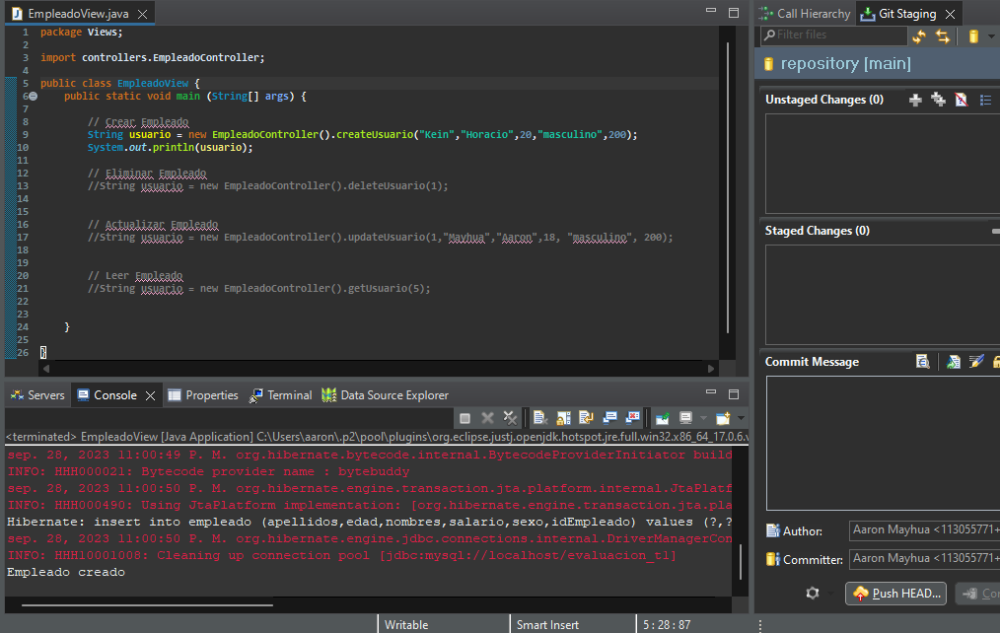 EmpleadoView.java
1 package Views;
2
3 import controllers.EmpleadoController;
4
5 public class EmpleadoView {
6 public static void main (String[] args) {
7
8 // Crear Empleado
9 String usuario = new EmpleadoController().createUsuario("Kein","Horacio",20,"masculino",200);
10 System.out.println(usuario);
11
12 // Eliminar Empleado
13 //String usuario = new EmpleadoController().deleteUsuario(1);
14
15
16 // Actualizar Empleado
17 //String usuario = new EmpleadoController().updateUsuario(1,"Mayhua","Aaron",18, "masculino", 200);
18
19
20 // Leer Empleado
21 //String usuario = new EmpleadoController().getUsuario(5);
22
23
24 }
25
26 }
Servers Console Properties Terminal Data Source Explorer
<terminated> EmpleadoView [Java Application] C:\Users\aaron\.p2\pool\plugins\org.eclipse.justj.openjdk.hotspot.jre.full.win32.x86_64_17.0.6.
sep. 28, 2023 11:00:49 P. M. org.hibernate.bytecode.internal.BytecodeProviderInitiator build
INFO: HHH000021: Bytecode provider name : bytebuddy
sep. 28, 2023 11:00:50 P. M. org.hibernate.engine.transaction.jta.platform.internal.JtaPlatf
INFO: HHH000490: Using JtaPlatform implementation: [org.hibernate.engine.transaction.jta.pla
Hibernate: insert into empleado (apellidos,edad,nombres,salario,sexo,idEmpleado) values (?,?
sep. 28, 2023 11:00:50 P. M. org.hibernate.engine.jdbc.connections.internal.DriverManagerCon
INFO: HHH10001008: Cleaning up connection pool [jdbc:mysql://localhost/evaluacion_t1]
Empleado creado
Call Hierarchy Git Staging
Filter files
repository [main]
Unstaged Changes (0)
Staged Changes (0)
Commit Message
Author: Aaron Mayhua <113055771+
Committer: Aaron Mayhua <113055771+
Push HEAD... Co
Writable Smart Insert 5 : 28 : 87